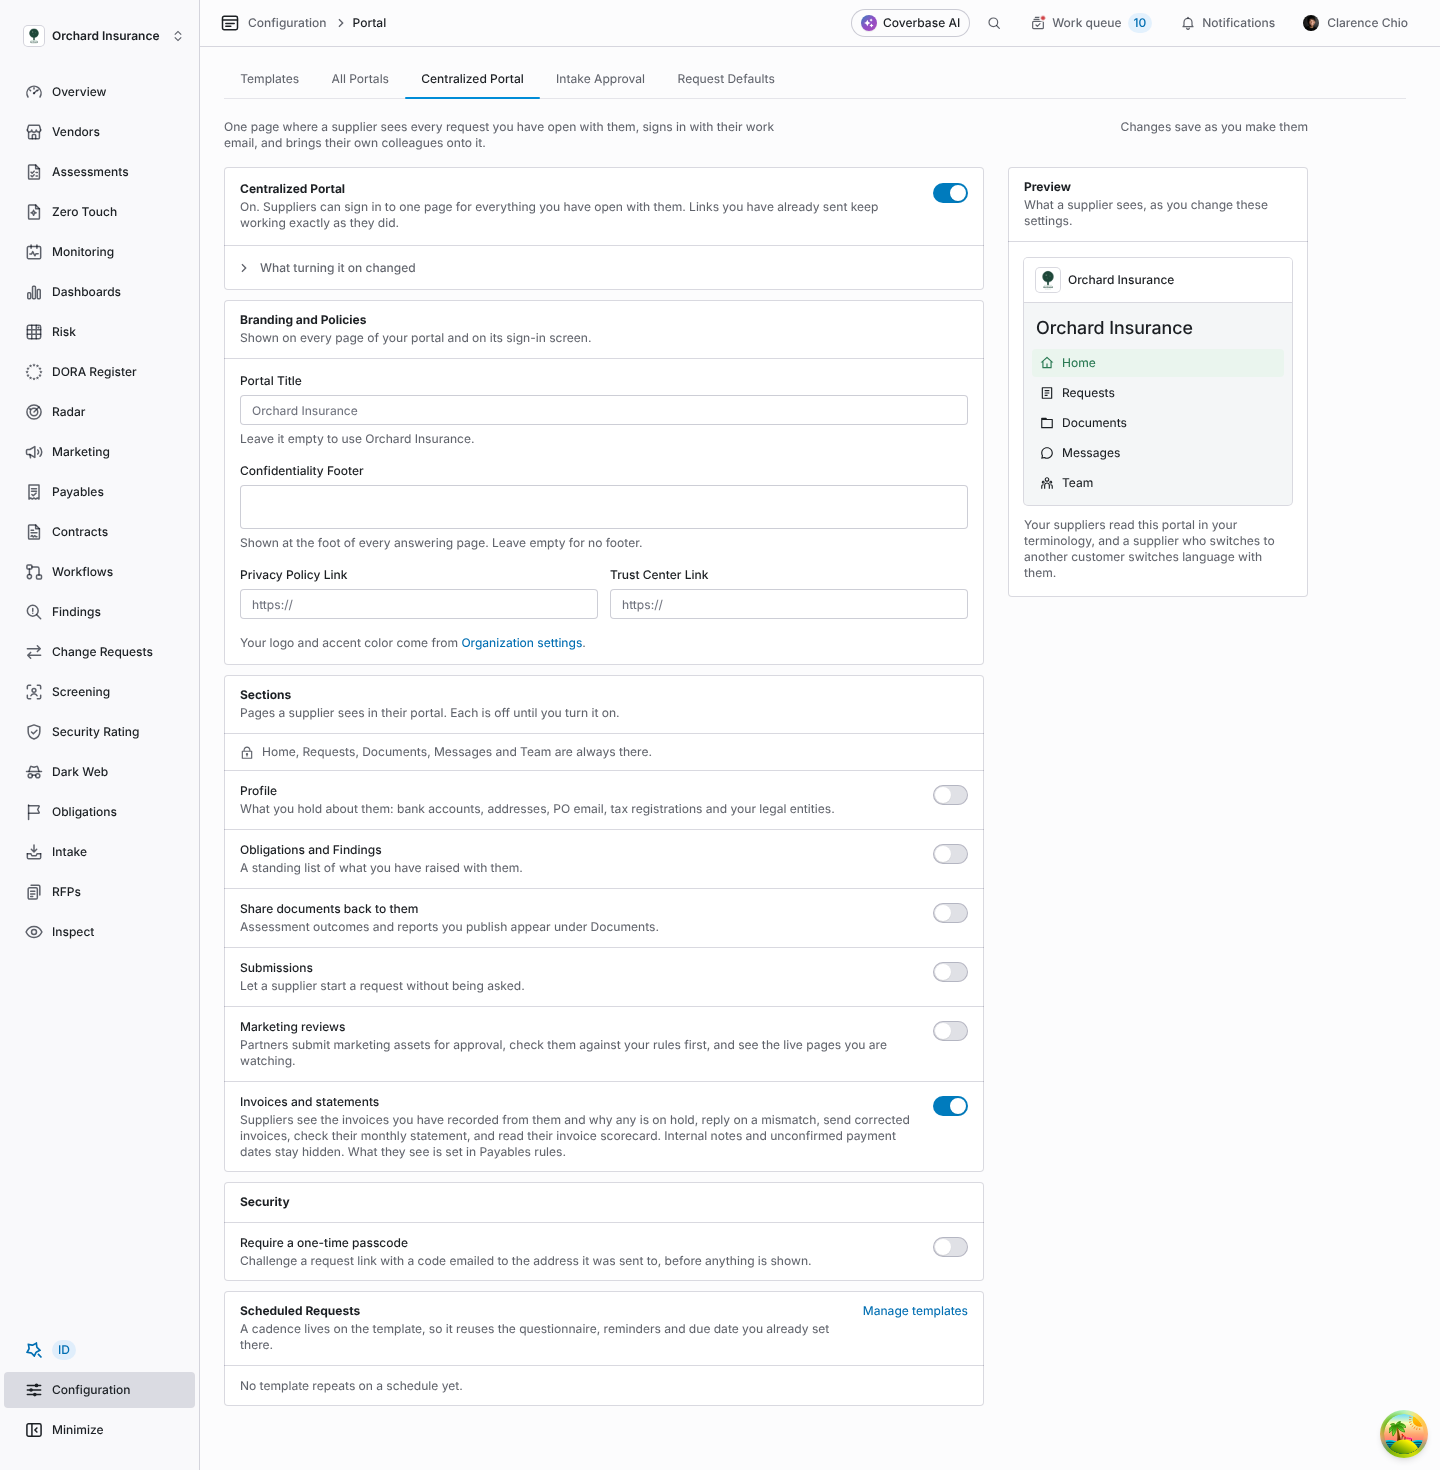 Orchard Insurance
Overview
Vendors
Assessments
Zero Touch
Monitoring
Dashboards
Risk
DORA Register
Radar
Marketing
Payables
Contracts
Workflows
Findings
Change Requests
Screening
Security Rating
Dark Web
Obligations
Intake
RFPs
Inspect
ID
Configuration
Minimize
Configuration > Portal
Coverbase AI
Work queue 10
Notifications
Clarence Chio
Templates
All Portals
Centralized Portal
Intake Approval
Request Defaults
One page where a supplier sees every request you have open with them, signs in with their work
email, and brings their own colleagues onto it.
Changes save as you make them
Centralized Portal
On. Suppliers can sign in to one page for everything you have open with them. Links you have already sent keep
working exactly as they did.
What turning it on changed
Branding and Policies
Shown on every page of your portal and on its sign-in screen.
Portal Title
Orchard Insurance
Leave it empty to use Orchard Insurance.
Confidentiality Footer
Shown at the foot of every answering page. Leave empty for no footer.
Privacy Policy Link
Trust Center Link
https://
https://
Your logo and accent color come from Organization settings.
Sections
Pages a supplier sees in their portal. Each is off until you turn it on.
Home, Requests, Documents, Messages and Team are always there.
Profile
What you hold about them: bank accounts, addresses, PO email, tax registrations and your legal entities.
Obligations and Findings
A standing list of what you have raised with them.
Share documents back to them
Assessment outcomes and reports you publish appear under Documents.
Submissions
Let a supplier start a request without being asked.
Marketing reviews
Partners submit marketing assets for approval, check them against your rules first, and see the live pages you are
watching.
Invoices and statements
Suppliers see the invoices you have recorded from them and why any is on hold, reply on a mismatch, send corrected
invoices, check their monthly statement, and read their invoice scorecard. Internal notes and unconfirmed payment
dates stay hidden. What they see is set in Payables rules.
Security
Require a one-time passcode
Challenge a request link with a code emailed to the address it was sent to, before anything is shown.
Scheduled Requests
Manage templates
A cadence lives on the template, so it reuses the questionnaire, reminders and due date you already set
there.
No template repeats on a schedule yet.
Preview
What a supplier sees, as you change these
settings.
Orchard Insurance
Orchard Insurance
Home
Requests
Documents
Messages
Team
Your suppliers read this portal in your
terminology, and a supplier who switches to
another customer switches language with
them.